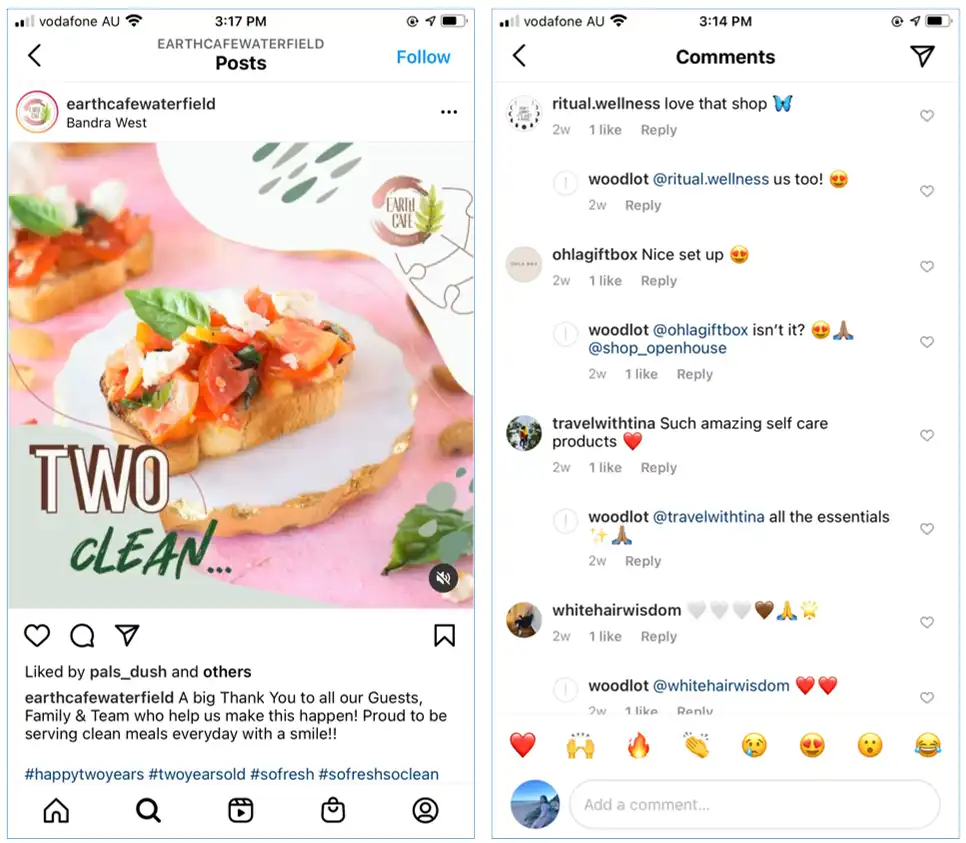 vodafone AU 3:17 PM
EARTHCAFEWATERFIELD
Posts
Follow
earthcafewaterfield
Bandra West
EARTH
CAFE
TWO
CLEAN...
Liked by pals_dush and others
earthcafewaterfield A big Thank You to all our Guests,
Family & Team who help us make this happen! Proud to be
serving clean meals everyday with a smile!!
#happytwoyears #twoyearsold #sofresh #sofreshsoclean
vodafone AU 3:14 PM
Comments
ritual.wellness love that shop 🦋
2w 1 like Reply
woodlot @ritual.wellness us too! 😍
2w Reply
ohlagiftbox Nice set up 😍
2w 1 like Reply
woodlot @ohlagiftbox isn’t it? 😍🙏🏽
@shop_openhouse
2w 1 like Reply
travelwithtina Such amazing self care
products ❤️
2w 1 like Reply
woodlot @travelwithtina all the essentials
✨🙏🏽
2w Reply
whitehairwisdom 🤍🤍🤍🤎🙏🌟
2w 1 like Reply
woodlot @whitehairwisdom ❤️❤️
2w 1 like Reply
❤️🙌🔥👏😢😍😮😂
Add a comment...